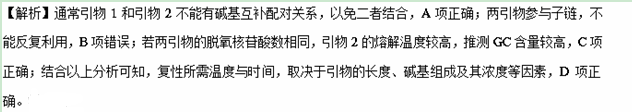 【解析】通常引物 1 和引物 2 不能有碱基互补配对关系，以免二者结合，A 项正确；两引物参与子链，不
能反复利用，B项错误；若两引物的脱氧核苷酸数相同，引物 2 的熔解温度较高，推测 GC 含量较高，C项
正确；结合以上分析可知，复性所需温度与时间，取决于引物的长度、碱基组成及其浓度等因素，D 项正
确。